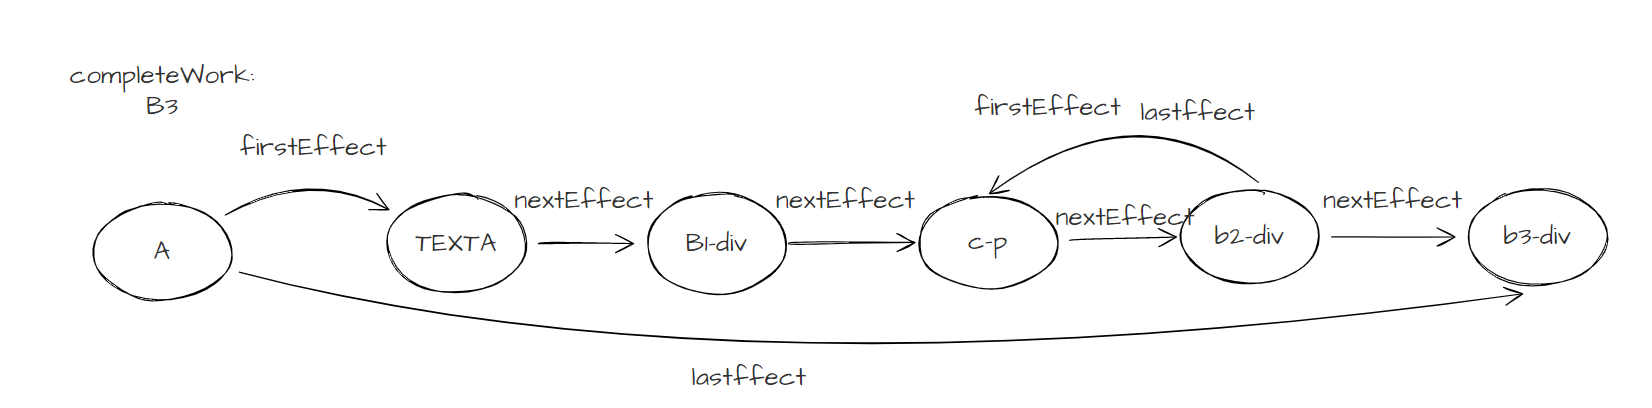 completeWork:
B3
firstEffect
firstEffect
lastffect
nextEffect
nextEffect
nextEffect
nextEffect
A
TEXTA
B1-div
c-p
b2-div
b3-div
lastffect